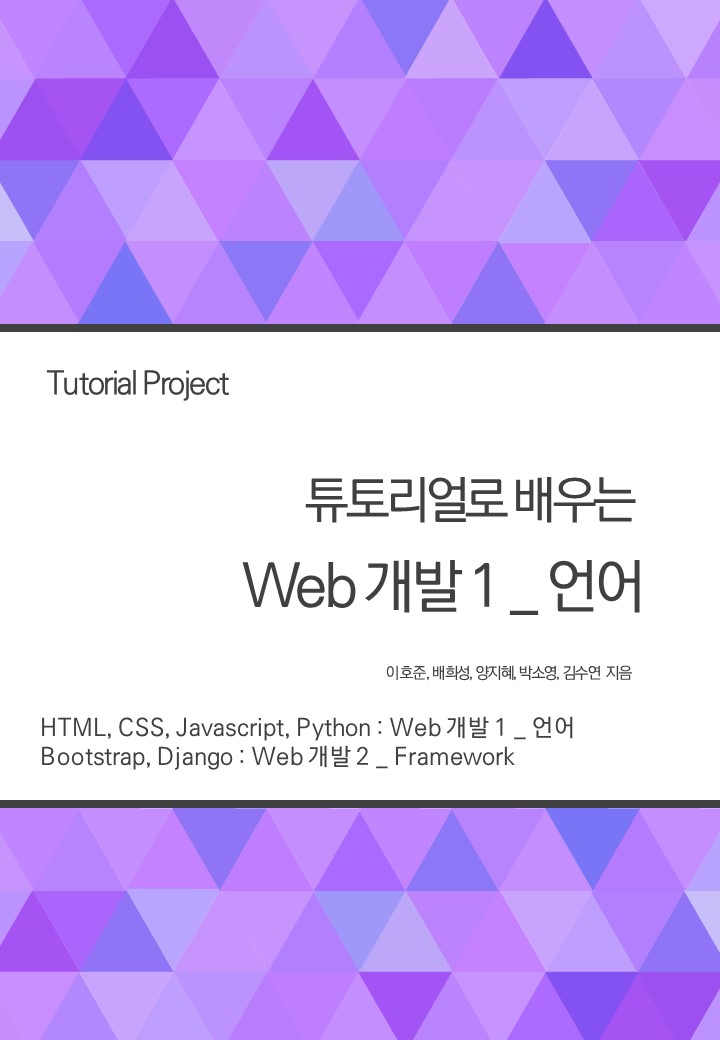 Tutorial Project
튜토리얼로 배우는
Web 개발 1 _ 언어
이호준, 배희성, 양지혜, 박소영, 김수연 지음
HTML, CSS, Javascript, Python : Web 개발 1 _ 언어
Bootstrap, Django : Web 개발 2 _ Framework